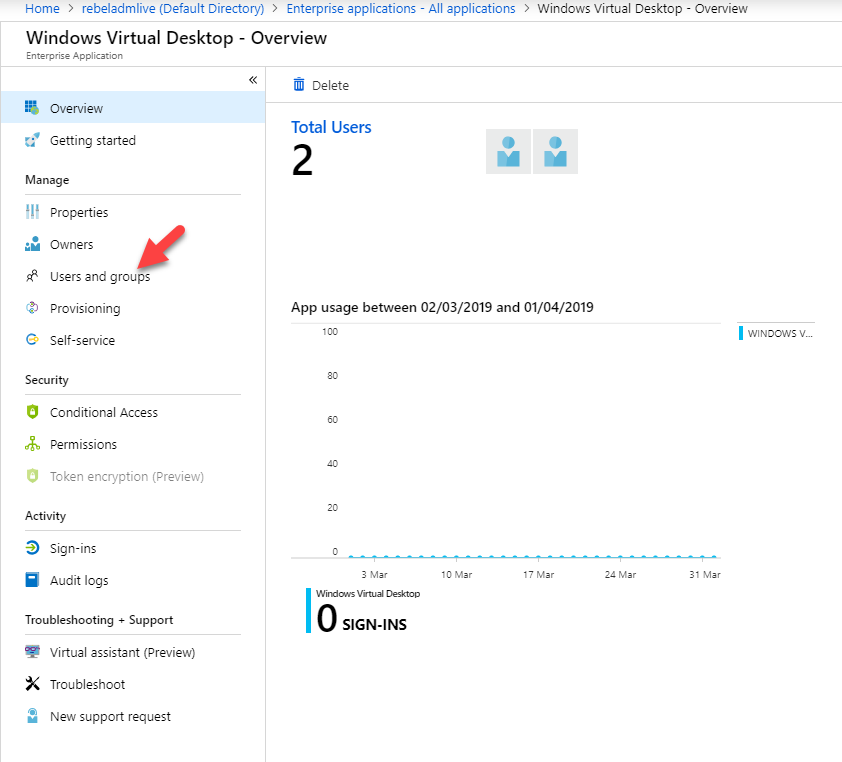 Home > rebeladmlive (Default Directory) > Enterprise applications - All applications > Windows Virtual Desktop - Overview
Windows Virtual Desktop - Overview
Enterprise Application
«
Overview
Getting started
Manage
Properties
Owners
Users and groups
Provisioning
Self-service
Security
Conditional Access
Permissions
Token encryption (Preview)
Activity
Sign-ins
Audit logs
Troubleshooting + Support
Virtual assistant (Preview)
Troubleshoot
New support request
Delete
Total Users
2
App usage between 02/03/2019 and 01/04/2019
100
80
60
40
20
0
3 Mar 10 Mar 17 Mar 24 Mar 31 Mar
WINDOWS V...
Windows Virtual Desktop
0 SIGN-INS